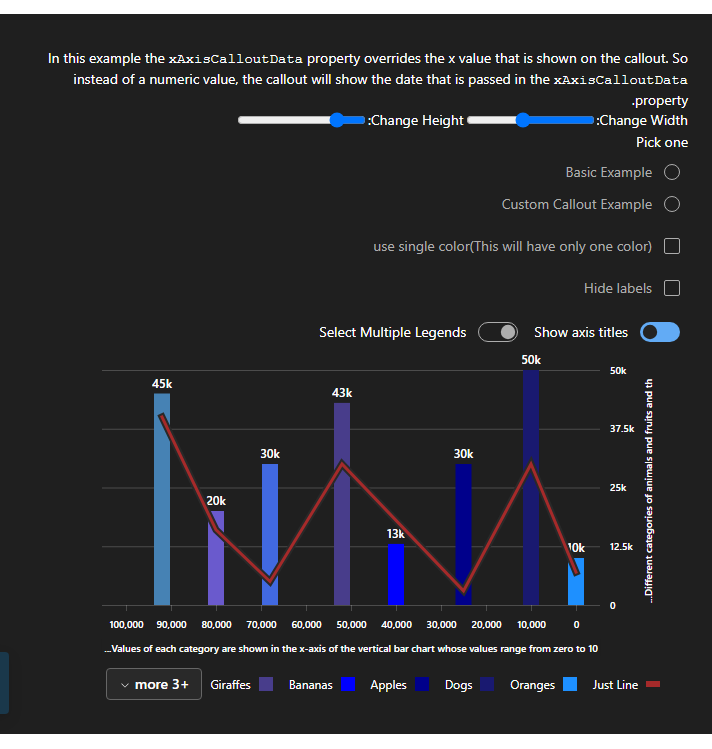 In this example the xAxisCalloutData property overrides the x value that is shown on the callout. So
instead of a numeric value, the callout will show the date that is passed in the xAxisCalloutData
.property
:Change Width
:Change Height
Pick one
Basic Example
Custom Callout Example
use single color(This will have only one color)
Hide labels
Show axis titles
Select Multiple Legends
50k
45k
43k
30k
20k
30k
13k
10k
50k
37.5k
25k
12.5k
0
...Different categories of animals and fruits and th
100,000 90,000 80,000 70,000 60,000 50,000 40,000 30,000 20,000 10,000 0
...Values of each category are shown in the x-axis of the vertical bar chart whose values range from zero to 10
more 3+ Giraffes Bananas Apples Dogs Oranges Just Line